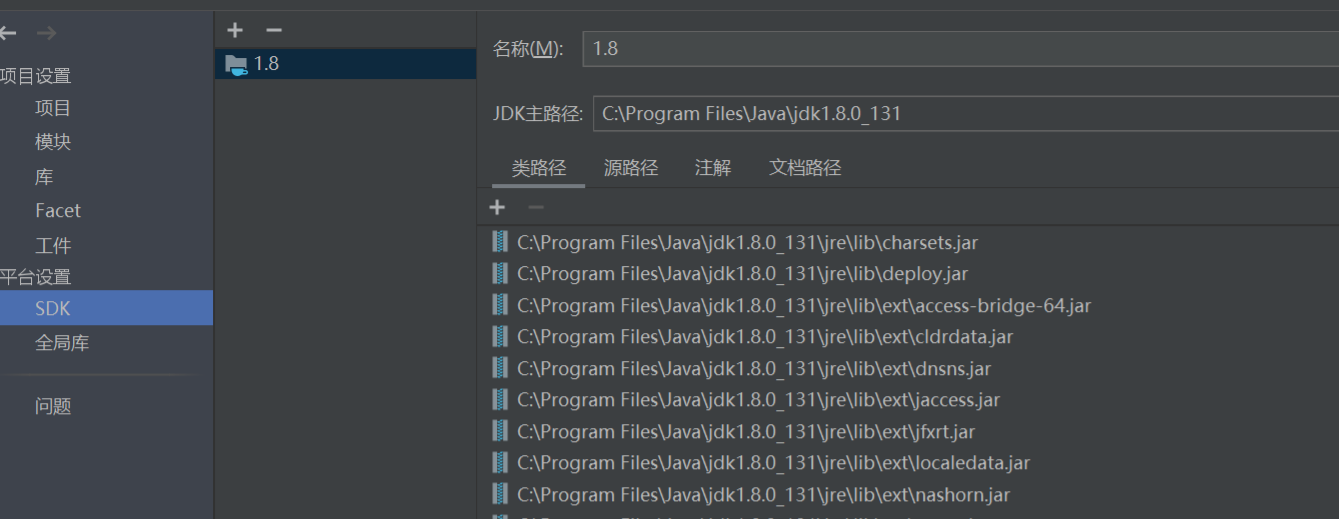 项目设置
项目
模块
库
Facet
工件
平台设置
SDK
全局库
问题
1.8
名称(M): 1.8
JDK主路径: C:\Program Files\Java\jdk1.8.0_131
类路径 源路径 注解 文档路径
C:\Program Files\Java\jdk1.8.0_131\jre\lib\charsets.jar
C:\Program Files\Java\jdk1.8.0_131\jre\lib\deploy.jar
C:\Program Files\Java\jdk1.8.0_131\jre\lib\ext\access-bridge-64.jar
C:\Program Files\Java\jdk1.8.0_131\jre\lib\ext\cldrdata.jar
C:\Program Files\Java\jdk1.8.0_131\jre\lib\ext\dnsns.jar
C:\Program Files\Java\jdk1.8.0_131\jre\lib\ext\jaccess.jar
C:\Program Files\Java\jdk1.8.0_131\jre\lib\ext\jfxrt.jar
C:\Program Files\Java\jdk1.8.0_131\jre\lib\ext\localedata.jar
C:\Program Files\Java\jdk1.8.0_131\jre\lib\ext\nashorn.jar